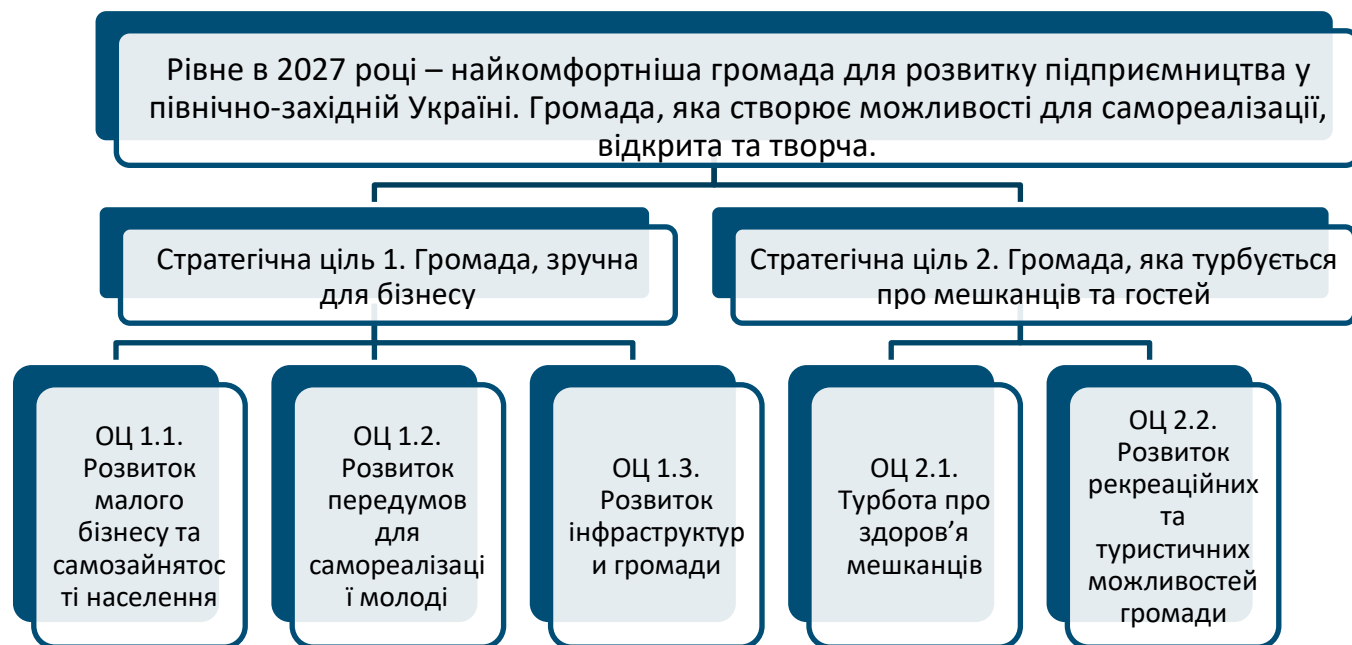 Рівне в 2027 році – найкомфортніша громада для розвитку підприємництва у
північно-західній Україні. Громада, яка створює можливості для самореалізації,
відкрита та творча.
Стратегічна ціль 1. Громада, зручна
для бізнесу
Стратегічна ціль 2. Громада, яка турбується
про мешканців та гостей
ОЦ 1.1.
Розвиток
малого
бізнесу та
самозайнятос
ті населення
ОЦ 1.2.
Розвиток
передумов
для
самореалізаці
ї молоді
ОЦ 1.3.
Розвиток
інфраструктур
и громади
ОЦ 2.1.
Турбота про
здоров’я
мешканців
ОЦ 2.2.
Розвиток
рекреаційних
та
туристичних
можливостей
громади